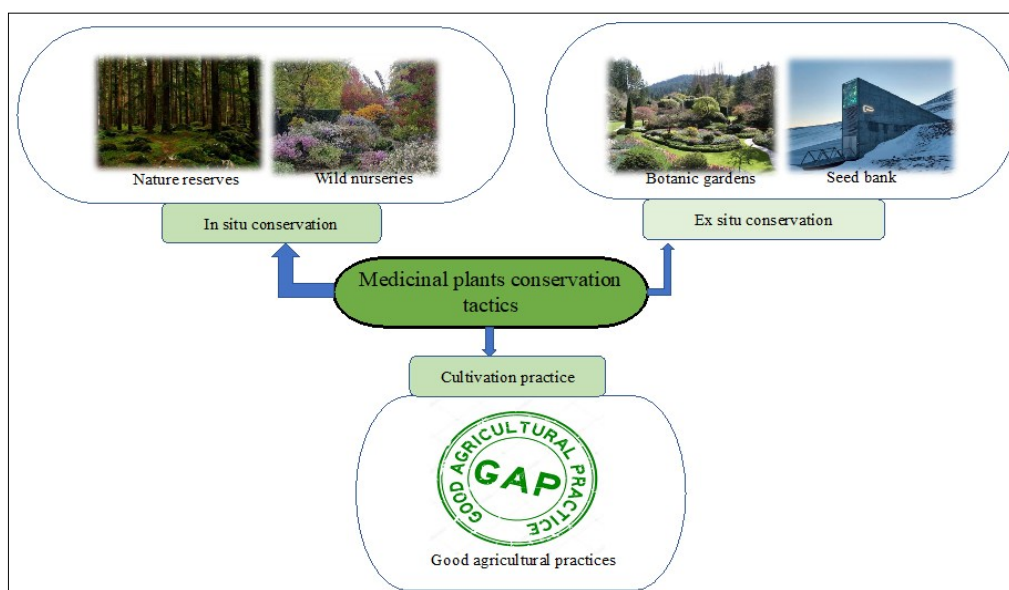 Nature reserves
Wild nurseries
Botanic gardens
Seed bank
In situ conservation
Ex situ conservation
Medicinal plants conservation
tactics
Cultivation practice
GOOD AGRICULTURAL PRACTICE
GAP
Good agricultural practices